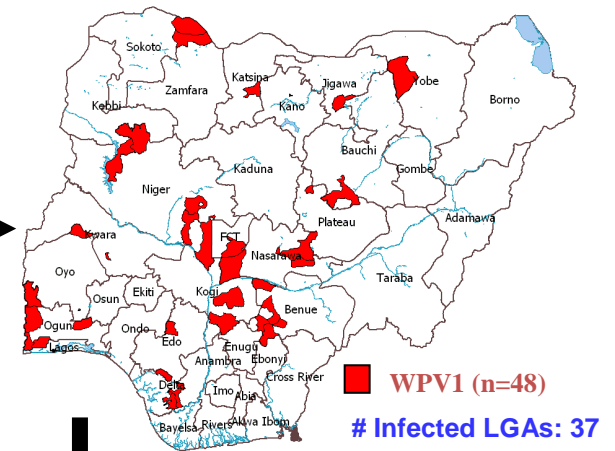 Sokoto
Katsina
Jigawa
Yobe
Borno
Zamfara
Kano
Kebbi
Bauchi
Gombe
Kaduna
Niger
Plateau
Adamawa
FCT
Nasarawa
Kwara
Taraba
Oyo
Kogi
Ekiti
Osun
Benue
Ogun
Ondo
Edo
Lagos
Enugu
Anambra
Ebonyi
Cross River
Delta
Imo
Abia
Bayelsa
Rivers
Akwa Ibom
WPV1 (n=48)
# Infected LGAs: 37